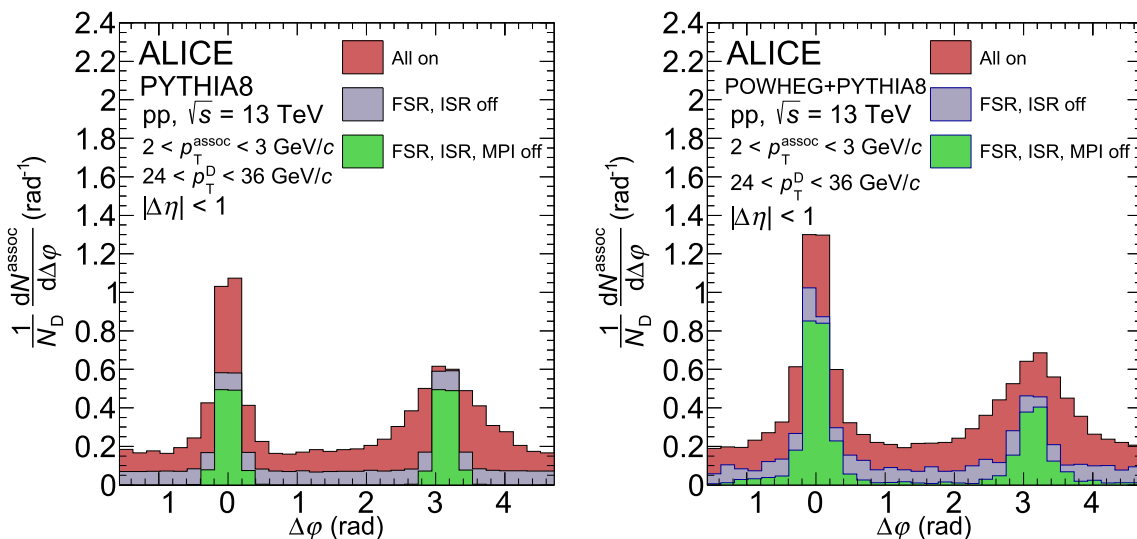 ALICE
PYTHIA8
pp, √s = 13 TeV
2 < p_T^assoc < 3 GeV/c
24 < p_T^D < 36 GeV/c
|Δη| < 1
All on
FSR, ISR off
FSR, ISR, MPI off
2.4
2.2
2
1.8
1.6
1.4
1.2
1
0.8
0.6
0.4
0.2
0
1/N_D dN^assoc/dΔφ (rad⁻¹)
1 0 1 2 3 4
Δφ (rad)
ALICE
POWHEG+PYTHIA8
pp, √s = 13 TeV
2 < p_T^assoc < 3 GeV/c
24 < p_T^D < 36 GeV/c
|Δη| < 1
All on
FSR, ISR off
FSR, ISR, MPI off
2.4
2.2
2
1.8
1.6
1.4
1.2
1
0.8
0.6
0.4
0.2
0
1/N_D dN^assoc/dΔφ (rad⁻¹)
1 0 1 2 3 4
Δφ (rad)